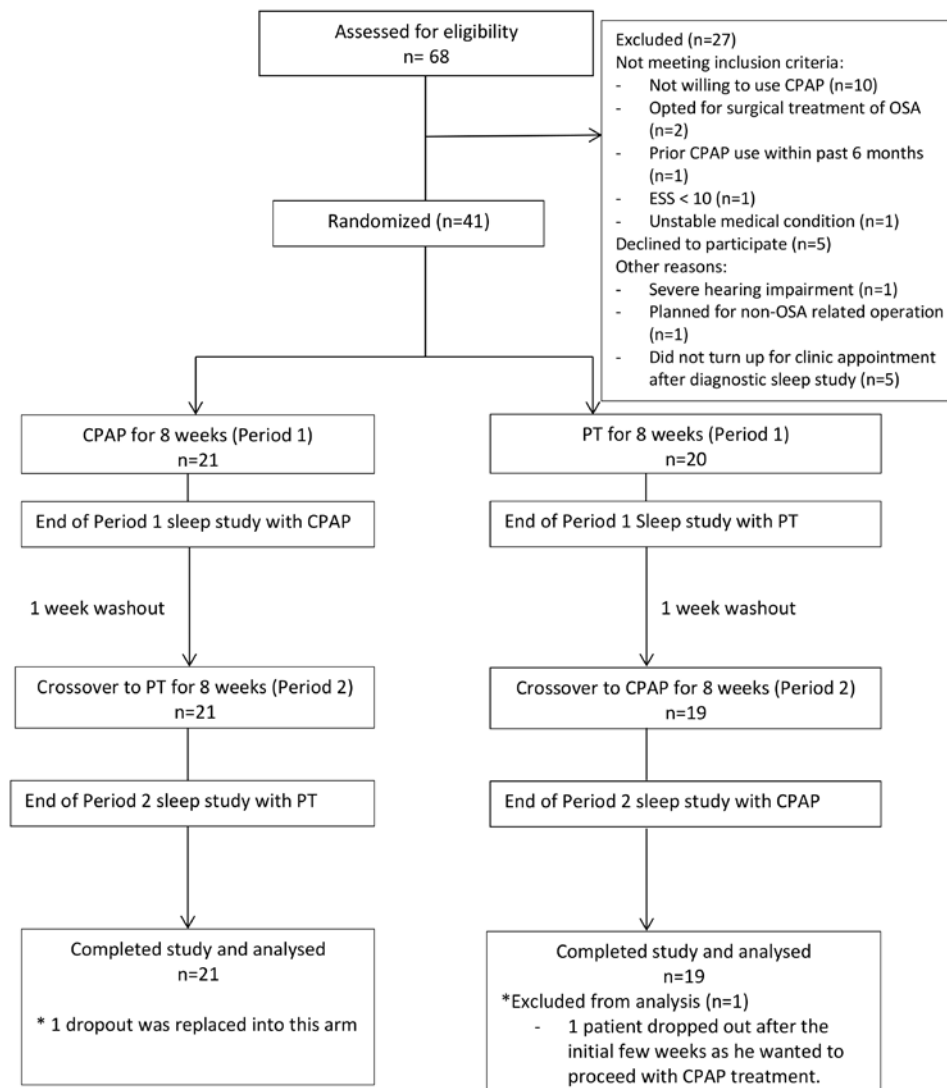 Assessed for eligibility
n= 68
Excluded (n=27)
Not meeting inclusion criteria:
- Not willing to use CPAP (n=10)
- Opted for surgical treatment of OSA
(n=2)
- Prior CPAP use within past 6 months
(n=1)
- ESS < 10 (n=1)
- Unstable medical condition (n=1)
Declined to participate (n=5)
Other reasons:
- Severe hearing impairment (n=1)
- Planned for non-OSA related operation
(n=1)
- Did not turn up for clinic appointment
after diagnostic sleep study (n=5)
Randomized (n=41)
CPAP for 8 weeks (Period 1)
n=21
PT for 8 weeks (Period 1)
n=20
End of Period 1 sleep study with CPAP
End of Period 1 Sleep study with PT
1 week washout
1 week washout
Crossover to PT for 8 weeks (Period 2)
n=21
Crossover to CPAP for 8 weeks (Period 2)
n=19
End of Period 2 sleep study with PT
End of Period 2 sleep study with CPAP
Completed study and analysed
n=21
* 1 dropout was replaced into this arm
Completed study and analysed
n=19
*Excluded from analysis (n=1)
- 1 patient dropped out after the
initial few weeks as he wanted to
proceed with CPAP treatment.